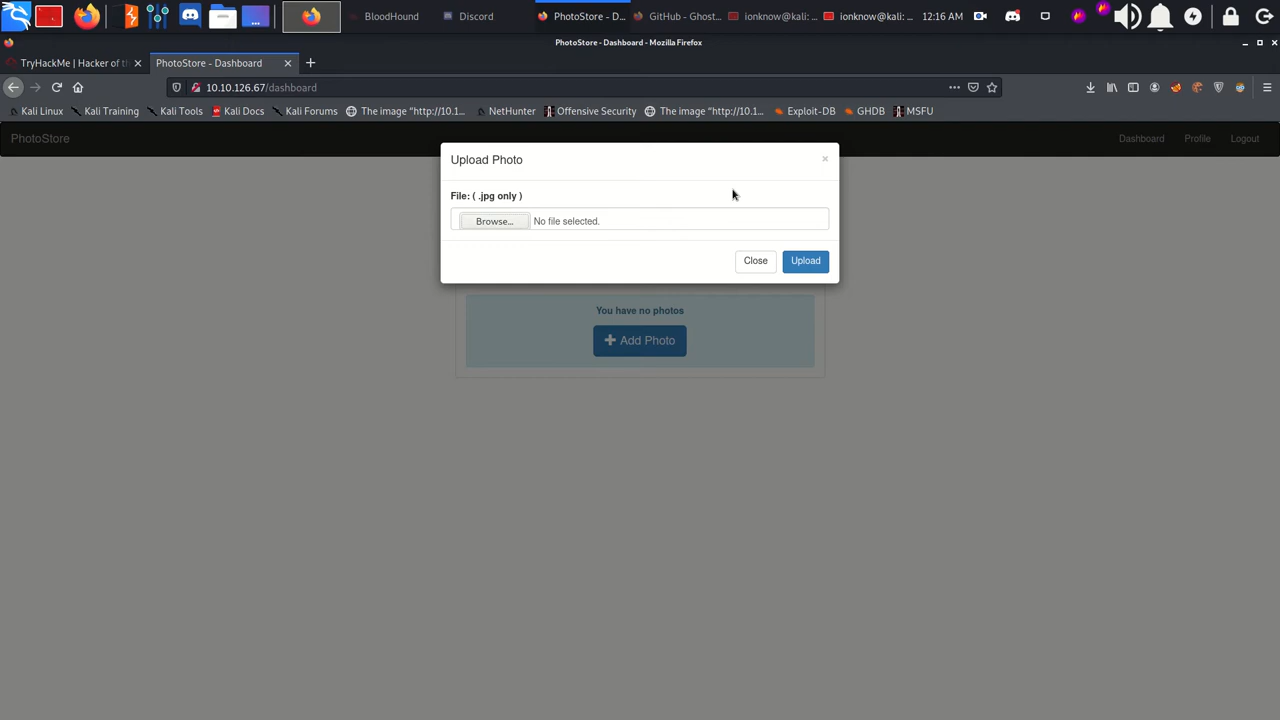 BloodHound Discord PhotoStore - D... GitHub - Ghost... ionknow@kali: ... ionknow@kali: ... 12:16 AM
PhotoStore - Dashboard - Mozilla Firefox
TryHackMe | Hacker of th PhotoStore - Dashboard
10.10.126.67/dashboard
Kali Linux Kali Training Kali Tools Kali Docs Kali Forums The image "http://10.1... NetHunter Offensive Security The image "http://10.1... Exploit-DB GHDB MSFU
PhotoStore Dashboard Profile Logout
Upload Photo ×
File: ( .jpg only )
Browse... No file selected.
Close Upload
You have no photos
Add Photo